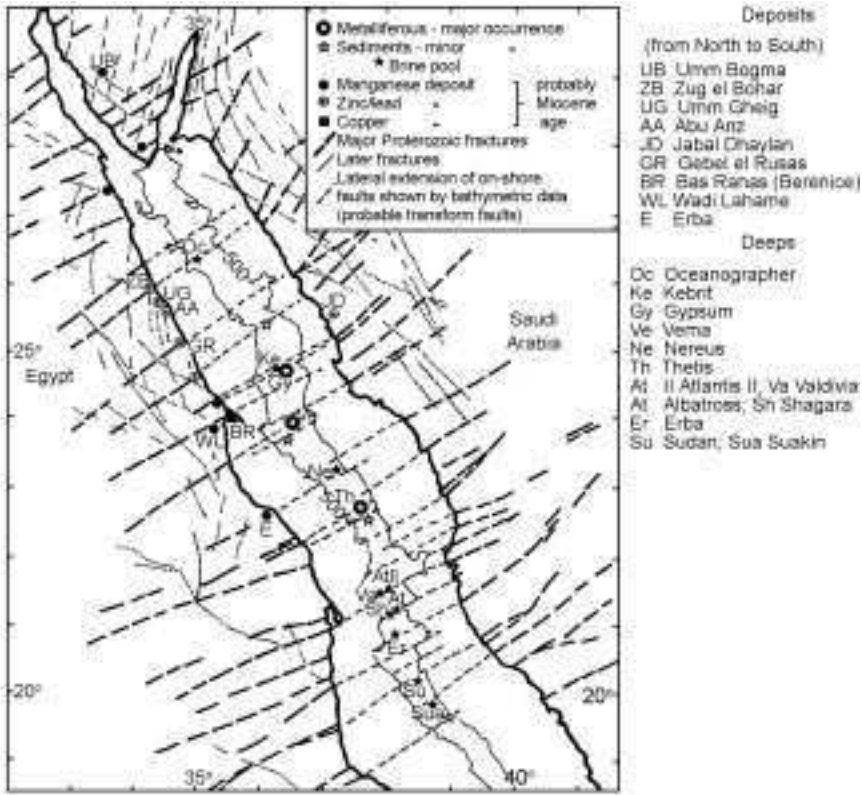 35°
Metalliferous - major occurrence
Sediments - minor "
Brine pool
Manganese deposit
Zinc/lead "
Copper "
probably
Miocene
age
Major Proterozoic fractures
Later fractures
Lateral extension of on-shore
faults shown by bathymetric data
(probable transform faults)
UB
Oc
500
ZB
UG
AA
JD
GR
Saudi
Arabia
25°
Egypt
Ke
Gy
BR
WL
Ne
Th
E
AtII
Er
Su
Sua
20°
20°
35°
40°
Deposits
(from North to South)
UB Umm Bogma
ZB Zug el Bohar
UG Umm Gheig
AA Abu Anz
JD Jabal Dhaylan
GR Gebel el Rusas
BR Bas Ranas (Berenice)
WL Wadi Lahame
E Erba
Deeps
Oc Oceanographer
Ke Kebrit
Gy Gypsum
Ve Vema
Ne Nereus
Th Thetis
At II Atlantis II, Va Valdivia
At Albatross, Sh Shagara
Er Erba
Su Sudan, Sua Suakin